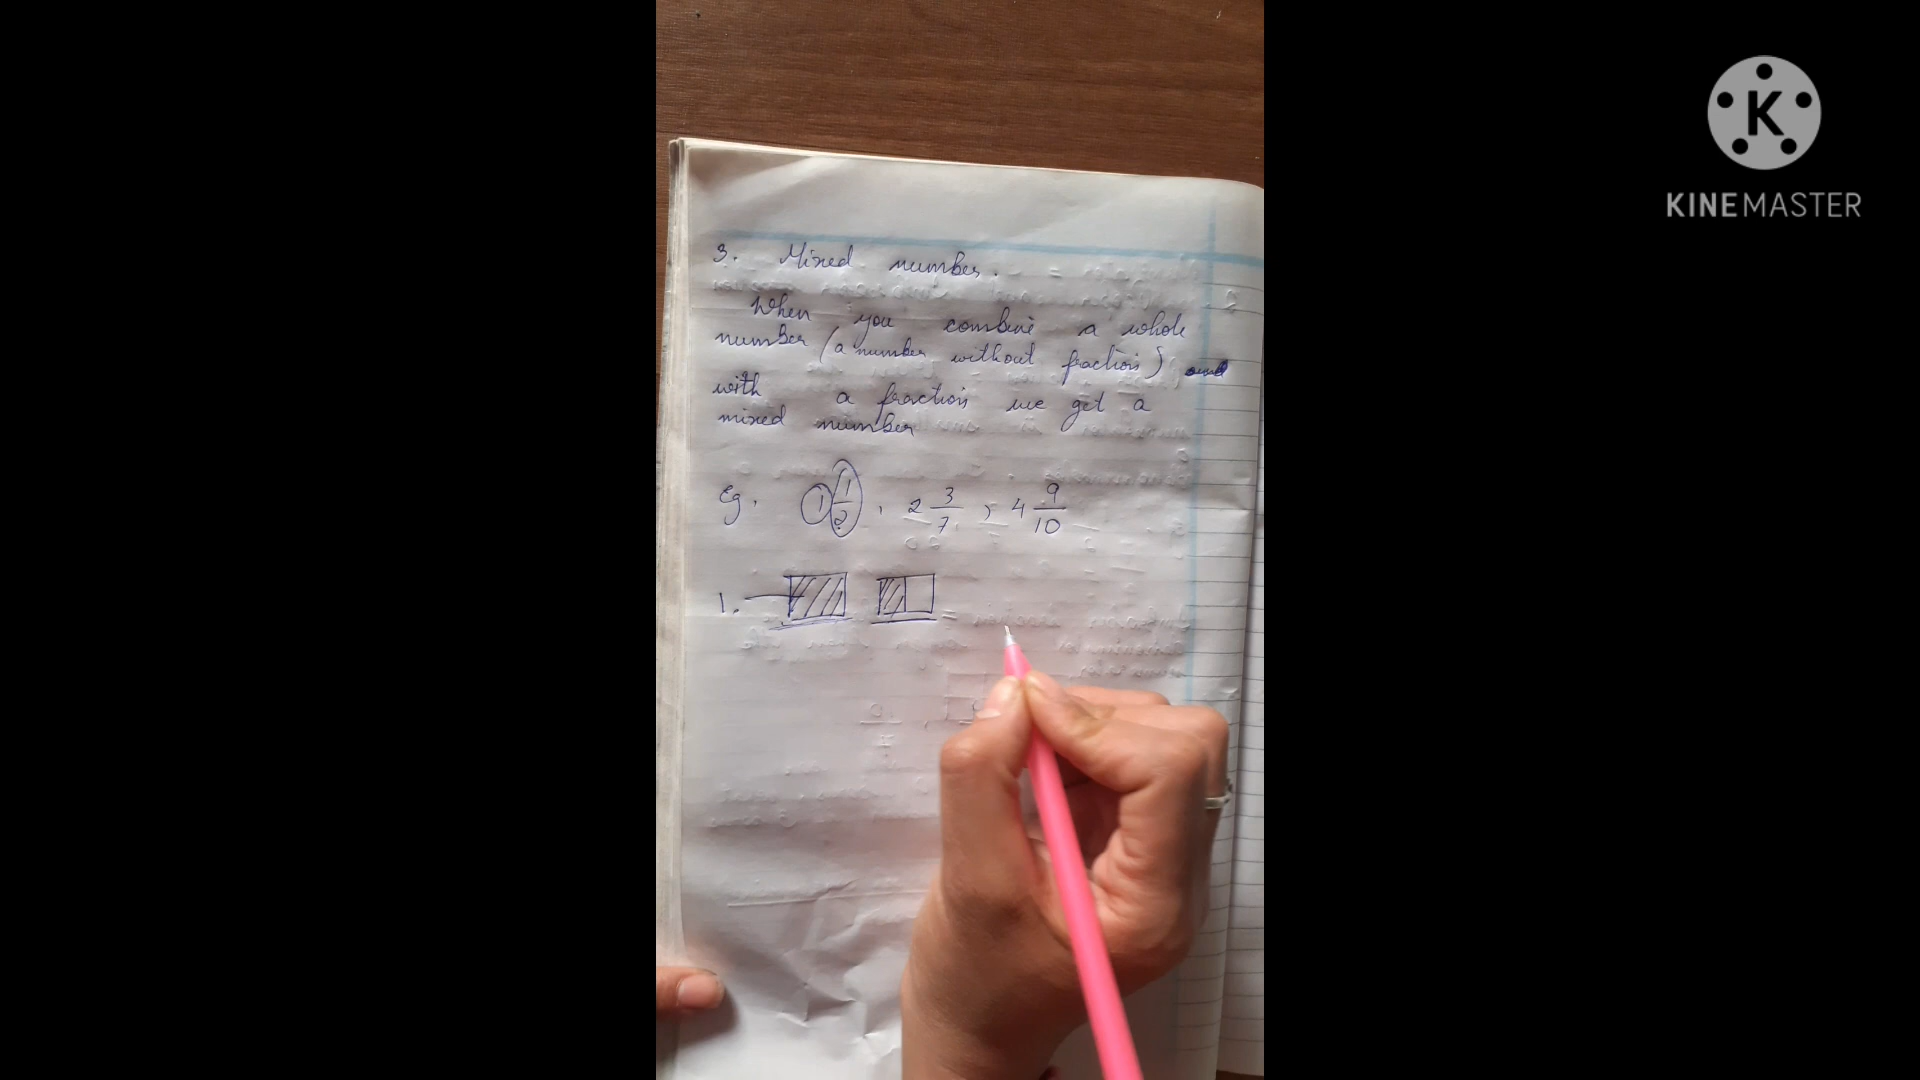 3. Mixed number.
When you combine a whole
number (a number without fraction)
with a fraction we get a
mixed number
Eg. 1 1/2, 2 3/7, 4 9/10
1.
K
KINEMASTER